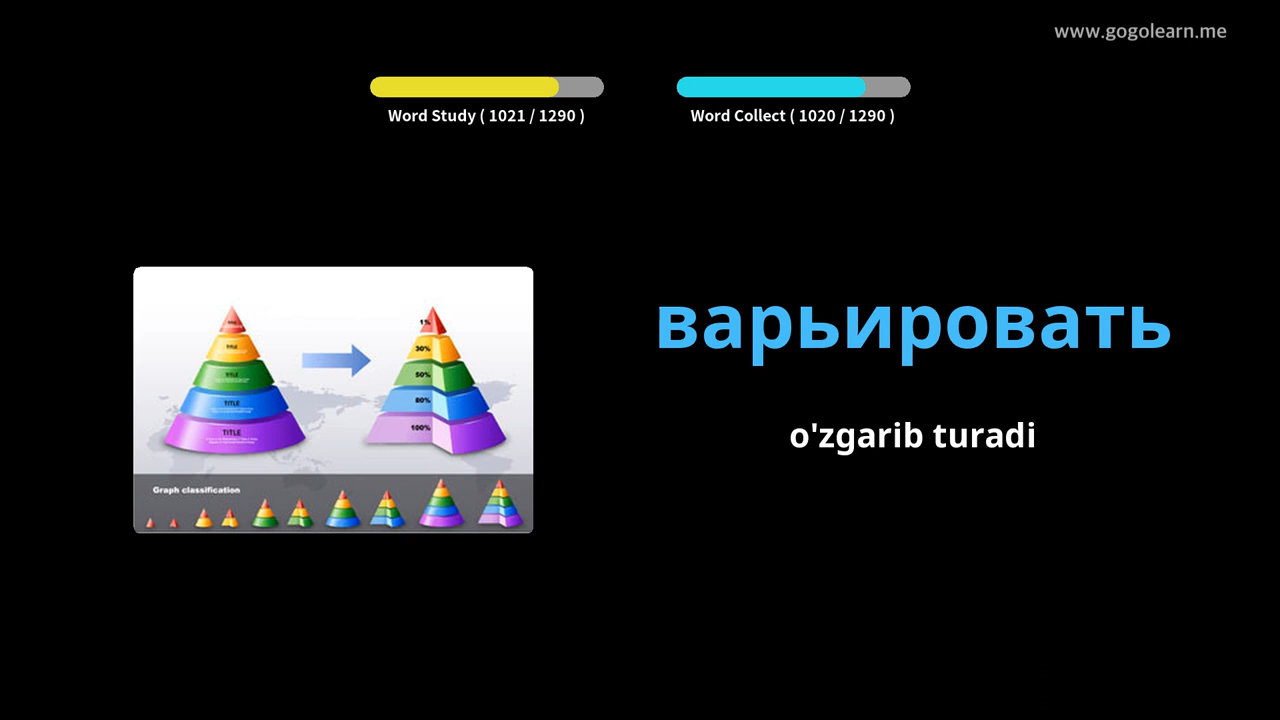 www.gogolearn.me
Word Study ( 1021 / 1290 )
Word Collect ( 1020 / 1290 )
варьировать
o'zgarib turadi
TITLE
TITLE
TITLE
TITLE
1%
30%
50%
80%
100%
Graph classification